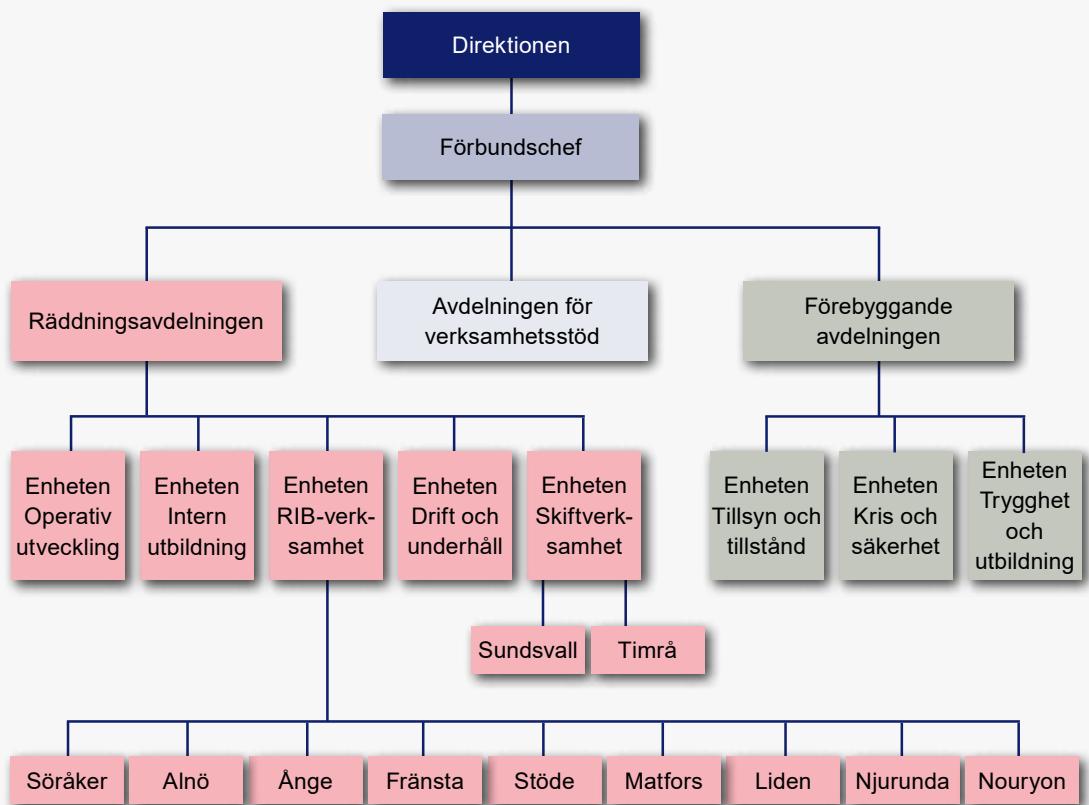 Direktionen
Förbundschef
Räddningsavdelningen
Avdelningen för
verksamhetsstöd
Förebyggande
avdelningen
Enheten
Operativ
utveckling
Enheten
Intern
utbildning
Enheten
RIB-verk-
samhet
Enheten
Drift och
underhåll
Enheten
Skiftverk-
samhet
Enheten
Tillsyn och
tillstånd
Enheten
Kris och
säkerhet
Enheten
Trygghet
och
utbildning
Sundsvall
Timrå
Söråker
Alnö
Ånge
Fränsta
Stöde
Matfors
Liden
Njurunda
Nouryon